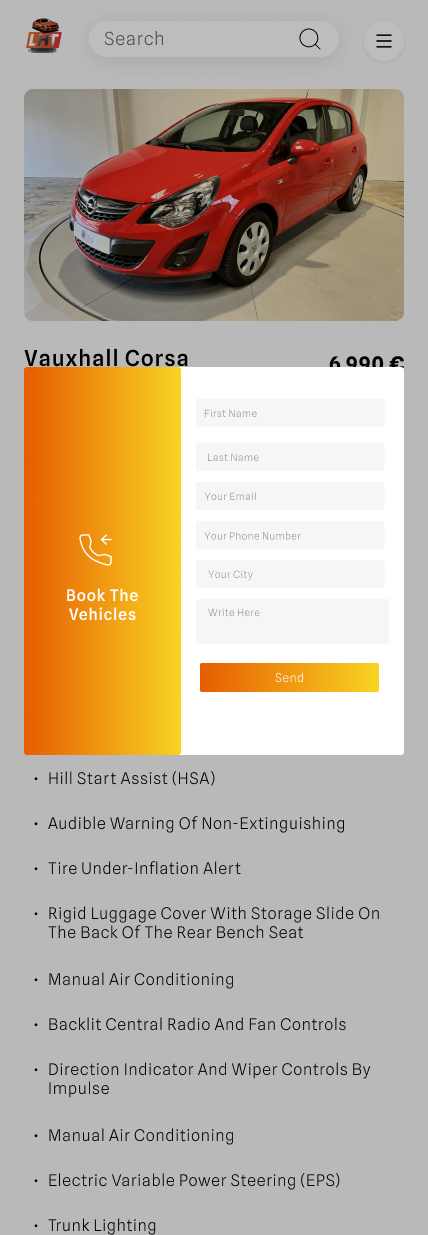 LHT
Search
Vauxhall Corsa
6 990 €
First Name
Last Name
Your Email
Your Phone Number
Your City
Write Here
Send
Book The
Vehicles
• Hill Start Assist (HSA)
• Audible Warning Of Non-Extinguishing
• Tire Under-Inflation Alert
• Rigid Luggage Cover With Storage Slide On
The Back Of The Rear Bench Seat
• Manual Air Conditioning
• Backlit Central Radio And Fan Controls
• Direction Indicator And Wiper Controls By
Impulse
• Manual Air Conditioning
• Electric Variable Power Steering (EPS)
• Trunk Lighting